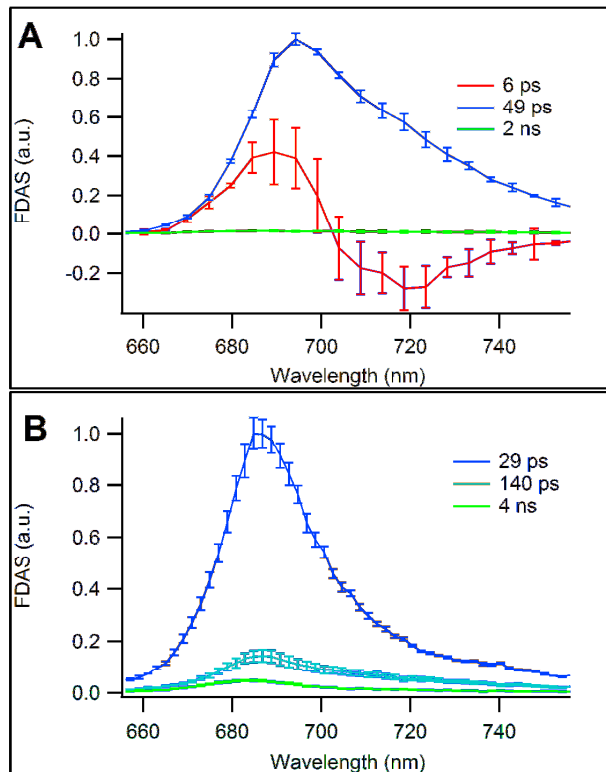 A
FDAS (a.u.)
1.0
0.8
0.6
0.4
0.2
0.0
-0.2
6 ps
49 ps
2 ns
660 680 700 720 740
Wavelength (nm)
B
FDAS (a.u.)
1.0
0.8
0.6
0.4
0.2
0.0
29 ps
140 ps
4 ns
660 680 700 720 740
Wavelength (nm)